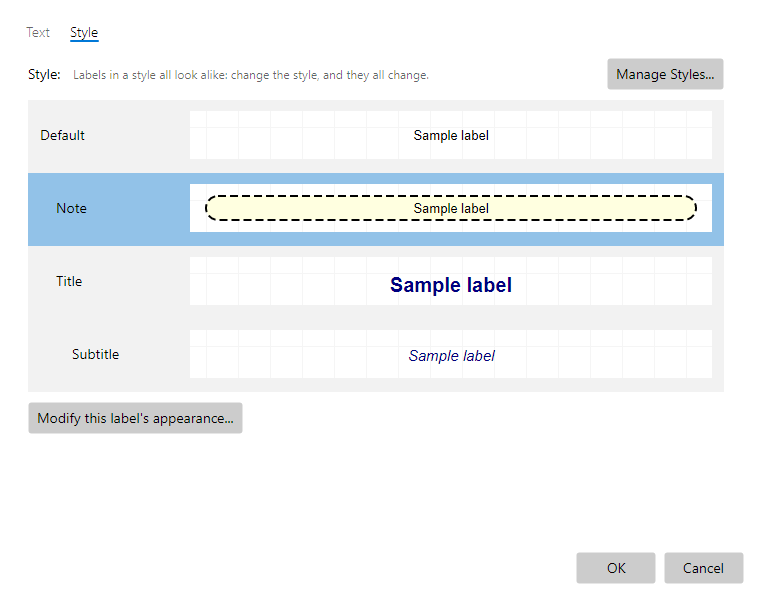 Text Style
Style: Labels in a style all look alike: change the style, and they all change. Manage Styles...
Default Sample label
Note Sample label
Title Sample label
Subtitle Sample label
Modify this label's appearance...
OK Cancel